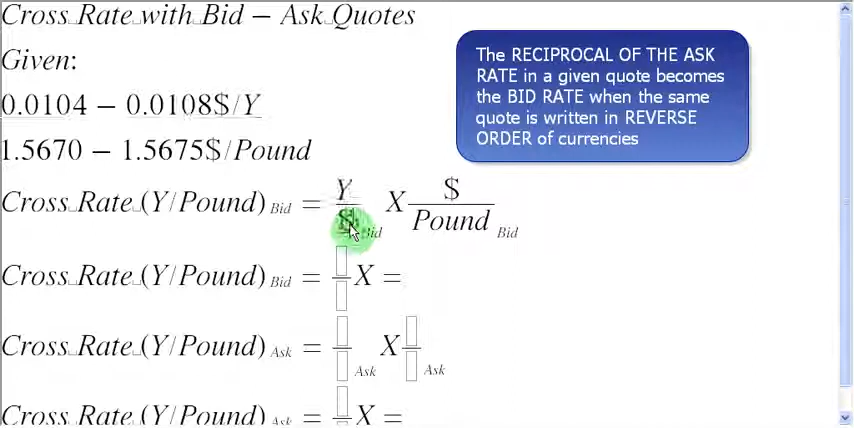 Cross Rate with Bid − Ask Quotes
Given:
0.0104 − 0.0108$/Y
1.5670 − 1.5675$/Pound
Cross Rate (Y/Pound) Bid = Y/$ Bid X $/Pound Bid
Cross Rate (Y/Pound) Bid = X =
Cross Rate (Y/Pound) Ask = Ask X Ask
Cross Rate (Y/Pound) Ask = X =
The RECIPROCAL OF THE ASK
RATE in a given quote becomes
the BID RATE when the same
quote is written in REVERSE
ORDER of currencies